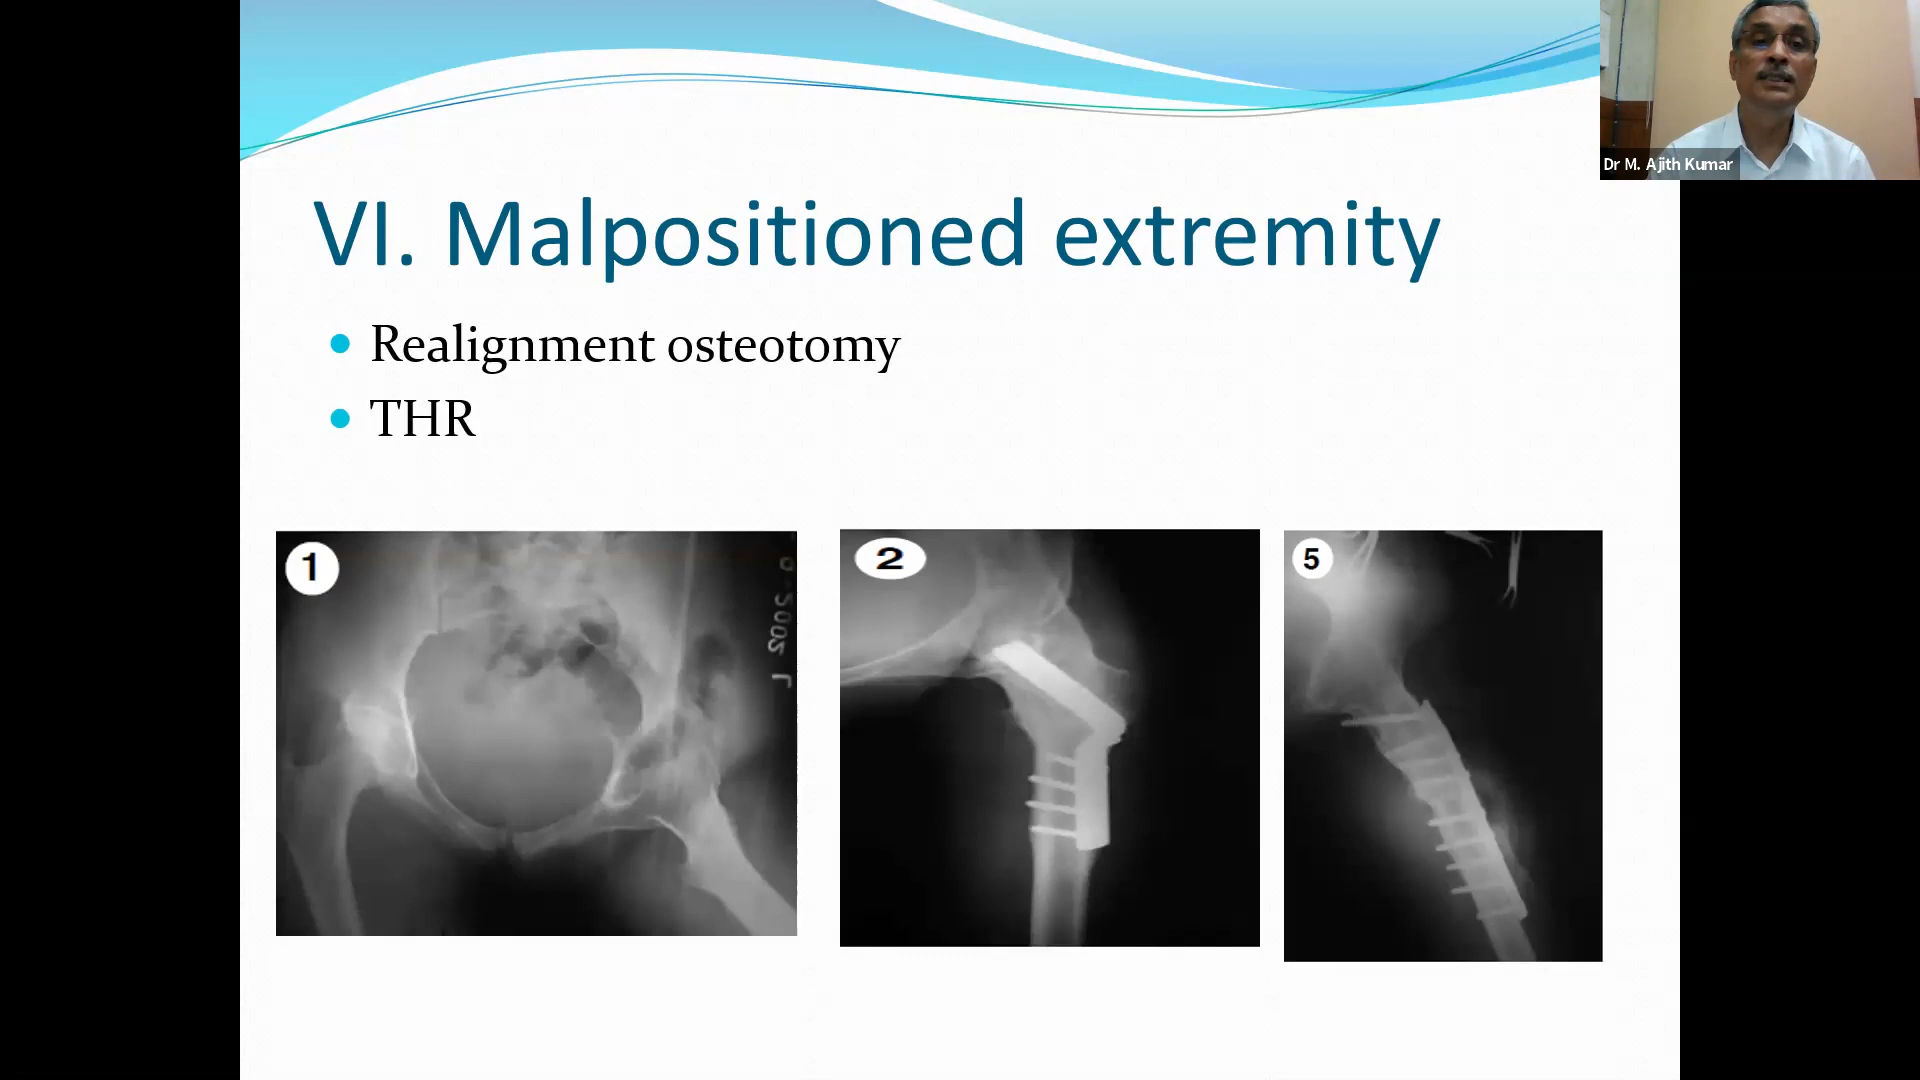 Dr M. Ajith Kumar
VI. Malpositioned extremity
Realignment osteotomy
THR
1
2
5